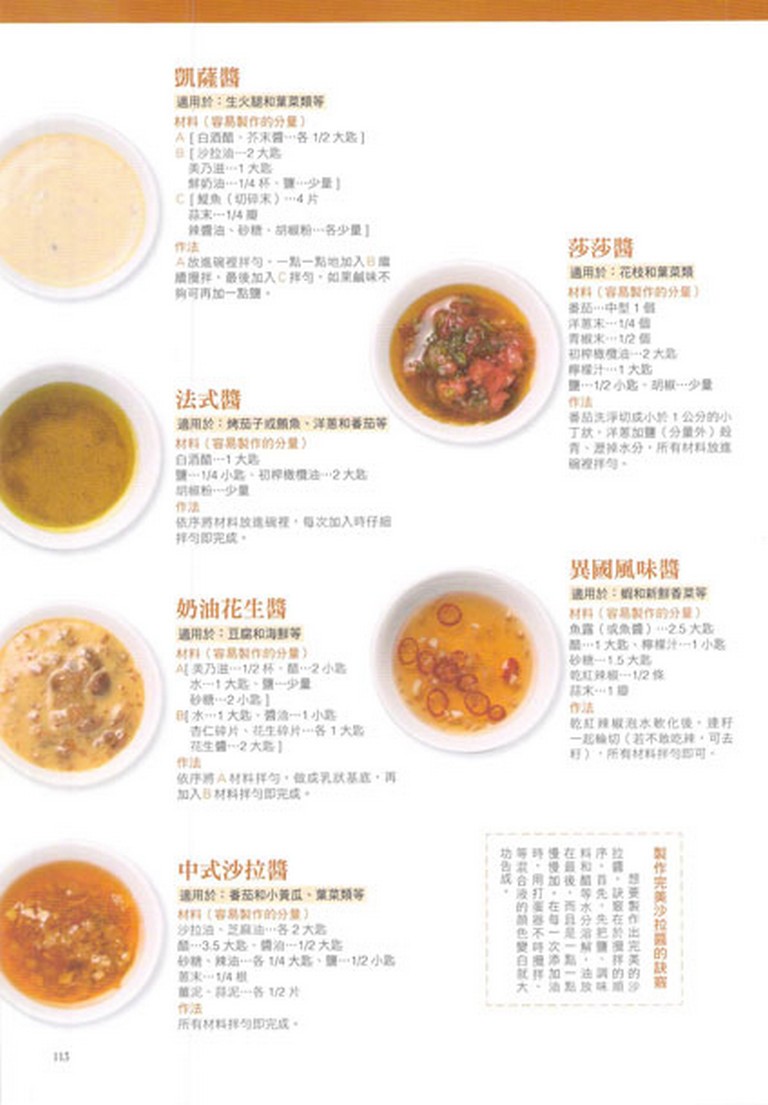 凱薩醬
適用於：生火腿和葉菜類等
材料（容易製作的分量）
A [ 白酒醋、芥末醬…各 1/2 大匙 ]
B [ 沙拉油…2 大匙
美乃滋…1 大匙
鮮奶油…1/4 杯、鹽…少量 ]
C [ 鯷魚（切碎末）…4 片
蒜末…1/4 瓣
辣醬油、砂糖、胡椒粉…各少量 ]
作法
A 放進碗裡拌勻，一點一點地加入 B 繼
續攪拌，最後加入 C 拌勻，如果鹹味不
夠可再加一點鹽。
法式醬
適用於：烤茄子或鮪魚、洋蔥和番茄等
材料（容易製作的分量）
白酒醋…1 大匙
鹽…1/4 小匙、初榨橄欖油…2 大匙
胡椒粉…少量
作法
依序將材料放進碗裡，每次加入時仔細
拌勻即完成。
奶油花生醬
適用於：豆腐和海鮮等
材料（容易製作的分量）
A[ 美乃滋…1/2 杯、醋…2 小匙
水…1 大匙、鹽…少量
砂糖…2 小匙 ]
B[ 水…1 大匙、醬油…1 小匙
杏仁碎片、花生碎片…各 1 大匙
花生醬…2 大匙 ]
作法
依序將 A 材料拌勻，做成乳狀基底，再
加入 B 材料拌勻即完成。
中式沙拉醬
適用於：番茄和小黃瓜、葉菜類等
材料（容易製作的分量）
沙拉油、芝麻油…各 2 大匙
醋…3.5 大匙、醬油…1/2 大匙
砂糖、辣油…各 1/4 大匙、鹽…1/2 小匙
蔥末…1/4 根
薑泥、蒜泥…各 1/2 片
作法
所有材料拌勻即完成。
莎莎醬
適用於：花枝和葉菜類
材料（容易製作的分量）
番茄…中型 1 個
洋蔥末…1/4 個
青椒末…1/2 個
初榨橄欖油…2 大匙
檸檬汁…1 大匙
鹽…1/2 小匙、胡椒…少量
作法
番茄洗淨切成小於 1 公分的小
丁狀，洋蔥加鹽（分量外）殺
青、瀝掉水分，所有材料放進
碗裡拌勻。
異國風味醬
適用於：蝦和新鮮香菜等
材料（容易製作的分量）
魚露（或魚醬）…2.5 大匙
醋…1 大匙、檸檬汁…1 小匙
砂糖…1.5 大匙
乾紅辣椒…1/2 條
蒜末…1 瓣
作法
乾紅辣椒泡水軟化後，連籽
一起輪切（若不敢吃辣，可去
籽），所有材料拌勻即可。
製作完美沙拉醬的訣竅
想要製作出完美的沙
拉醬，訣竅在於攪拌的順
序。首先，先把鹽、調味
料和醋等水分溶解，油放
在最後，而且是一點一點
慢慢加。在每一次添加油
時，用打蛋器不時攪拌，
等混合液的顏色變白就大
功告成。
113